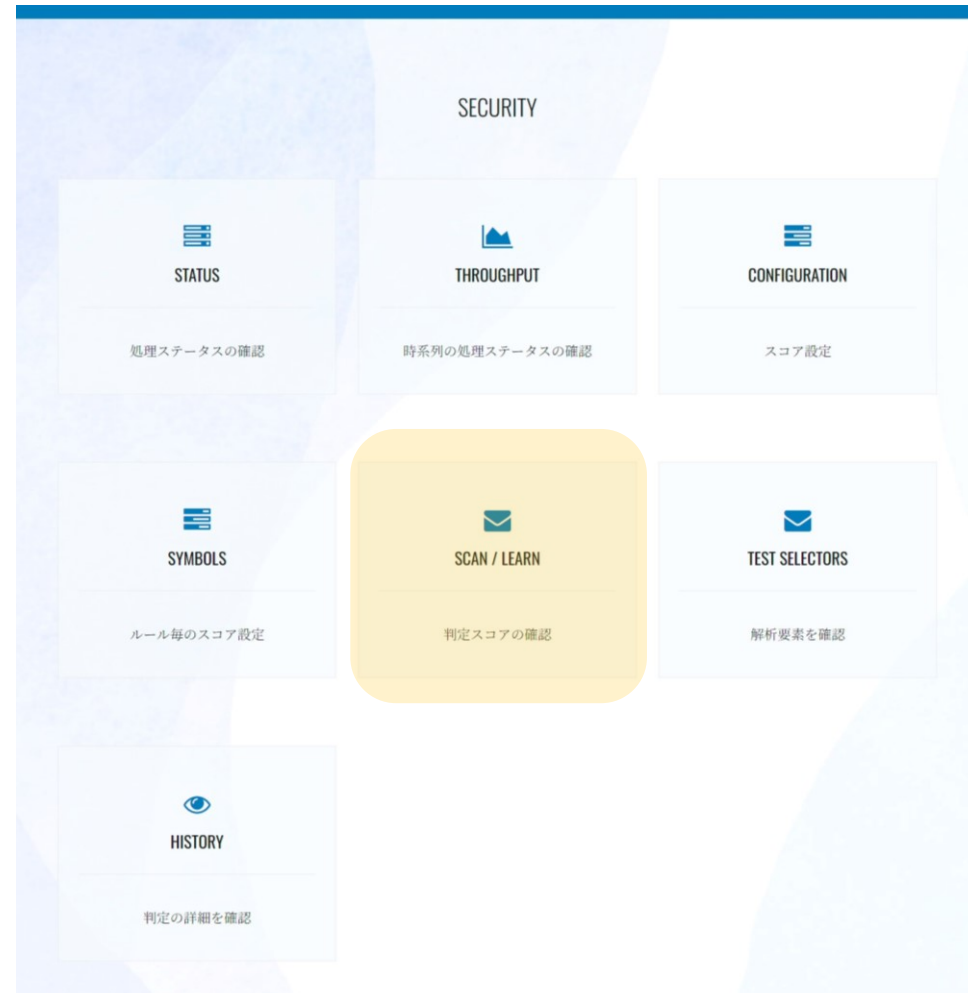 SECURITY
STATUS
処理ステータスの確認
THROUGHPUT
時系列の処理ステータスの確認
CONFIGURATION
スコア設定
SYMBOLS
ルール毎のスコア設定
SCAN / LEARN
判定スコアの確認
TEST SELECTORS
解析要素を確認
HISTORY
判定の詳細を確認